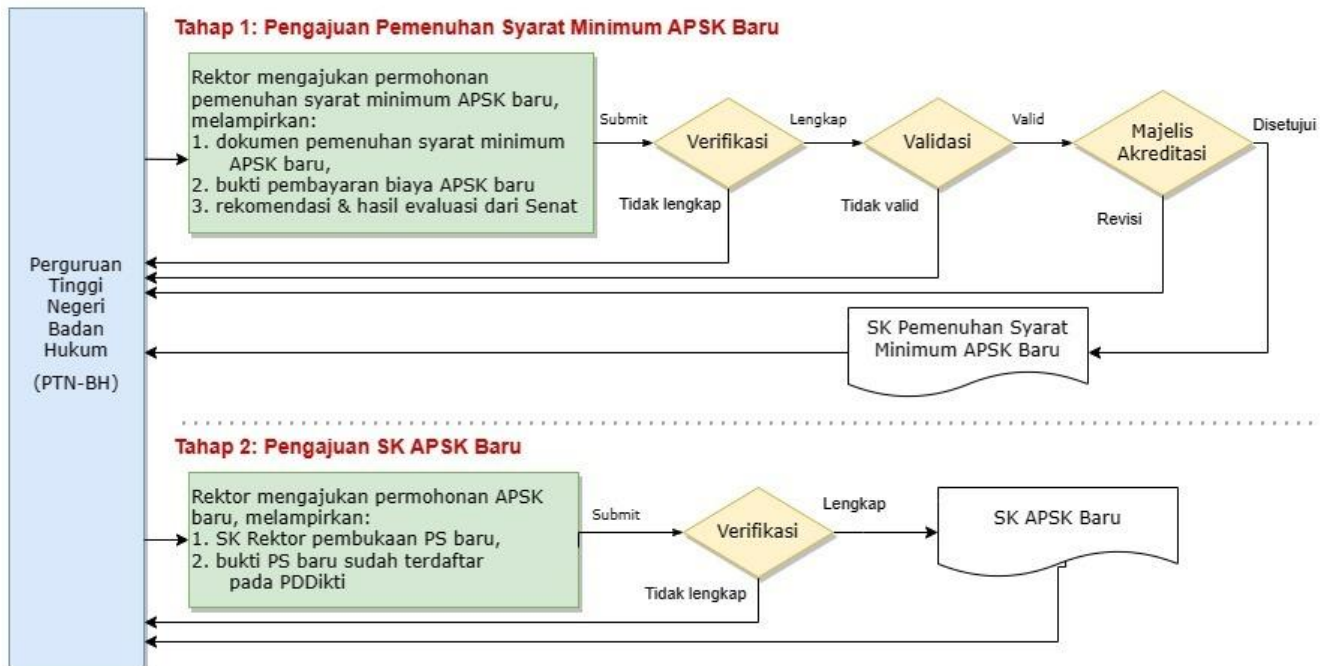 Tahap 1: Pengajuan Pemenuhan Syarat Minimum APSK Baru
Rektor mengajukan permohonan
pemenuhan syarat minimum APSK baru,
melampirkan:
1. dokumen pemenuhan syarat minimum
APSK baru,
2. bukti pembayaran biaya APSK baru
3. rekomendasi & hasil evaluasi dari Senat
Submit
Verifikasi
Lengkap
Validasi
Valid
Majelis
Akreditasi
Disetujui
Tidak lengkap
Tidak valid
Revisi
Perguruan
Tinggi
Negeri
Badan
Hukum
(PTN-BH)
SK Pemenuhan Syarat
Minimum APSK Baru
Tahap 2: Pengajuan SK APSK Baru
Rektor mengajukan permohonan APSK
baru, melampirkan:
1. SK Rektor pembukaan PS baru,
2. bukti PS baru sudah terdaftar
pada PDDikti
Submit
Verifikasi
Lengkap
SK APSK Baru
Tidak lengkap